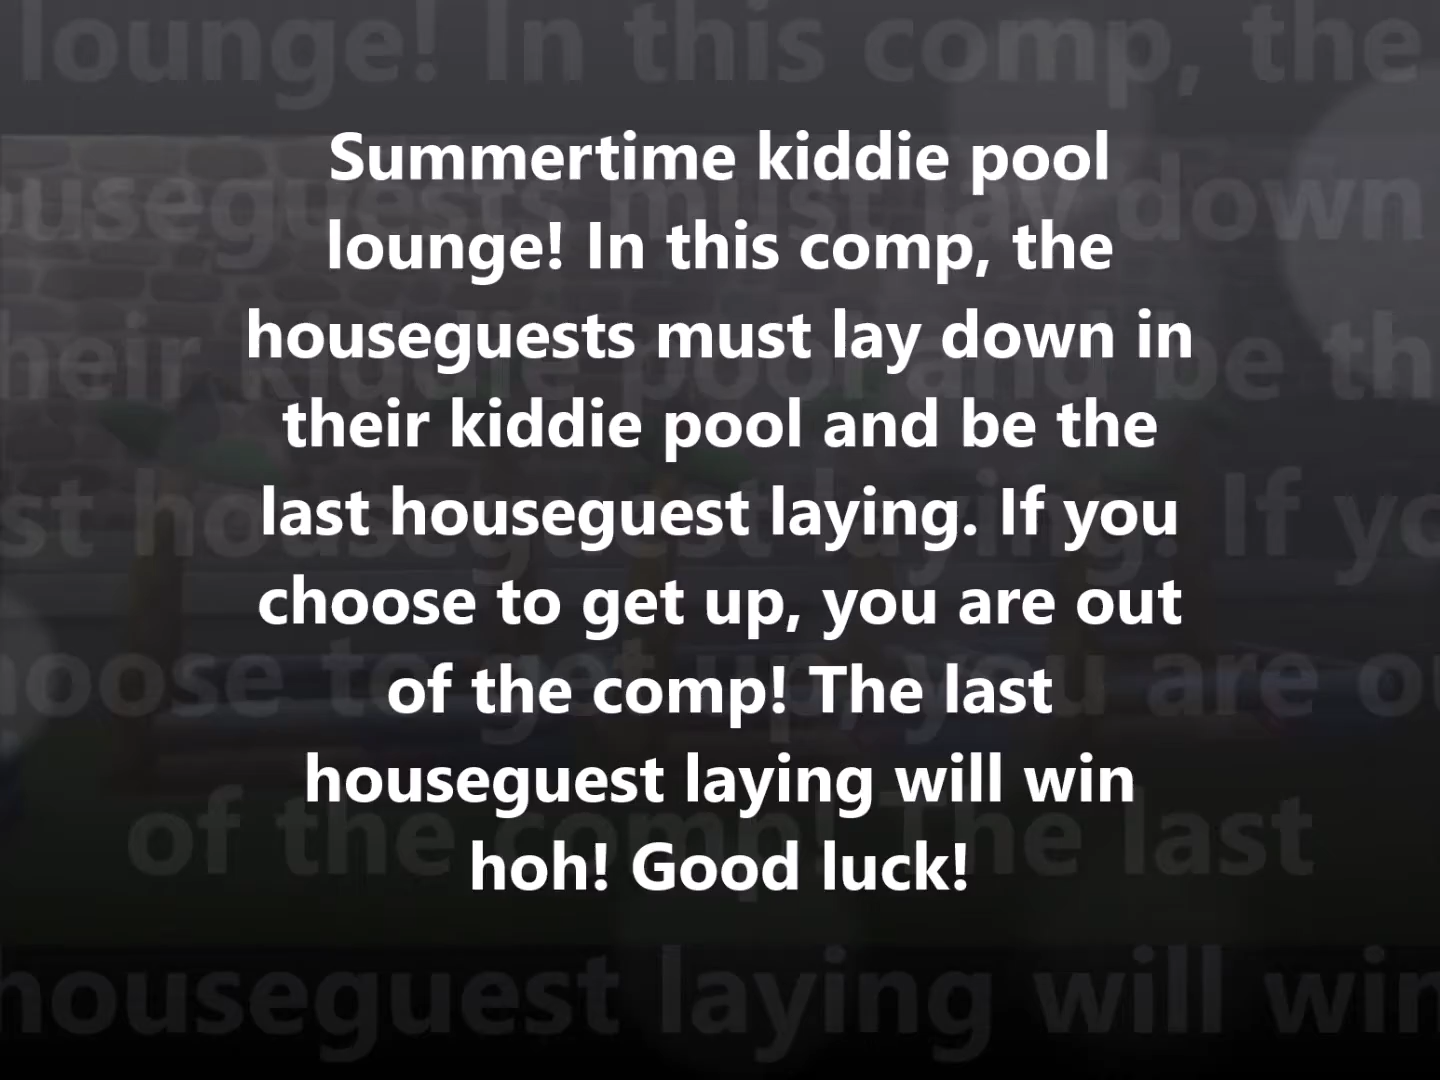 Summertime kiddie pool
lounge! In this comp, the
houseguests must lay down in
their kiddie pool and be the
last houseguest laying. If you
choose to get up, you are out
of the comp! The last
houseguest laying will win
hoh! Good luck!